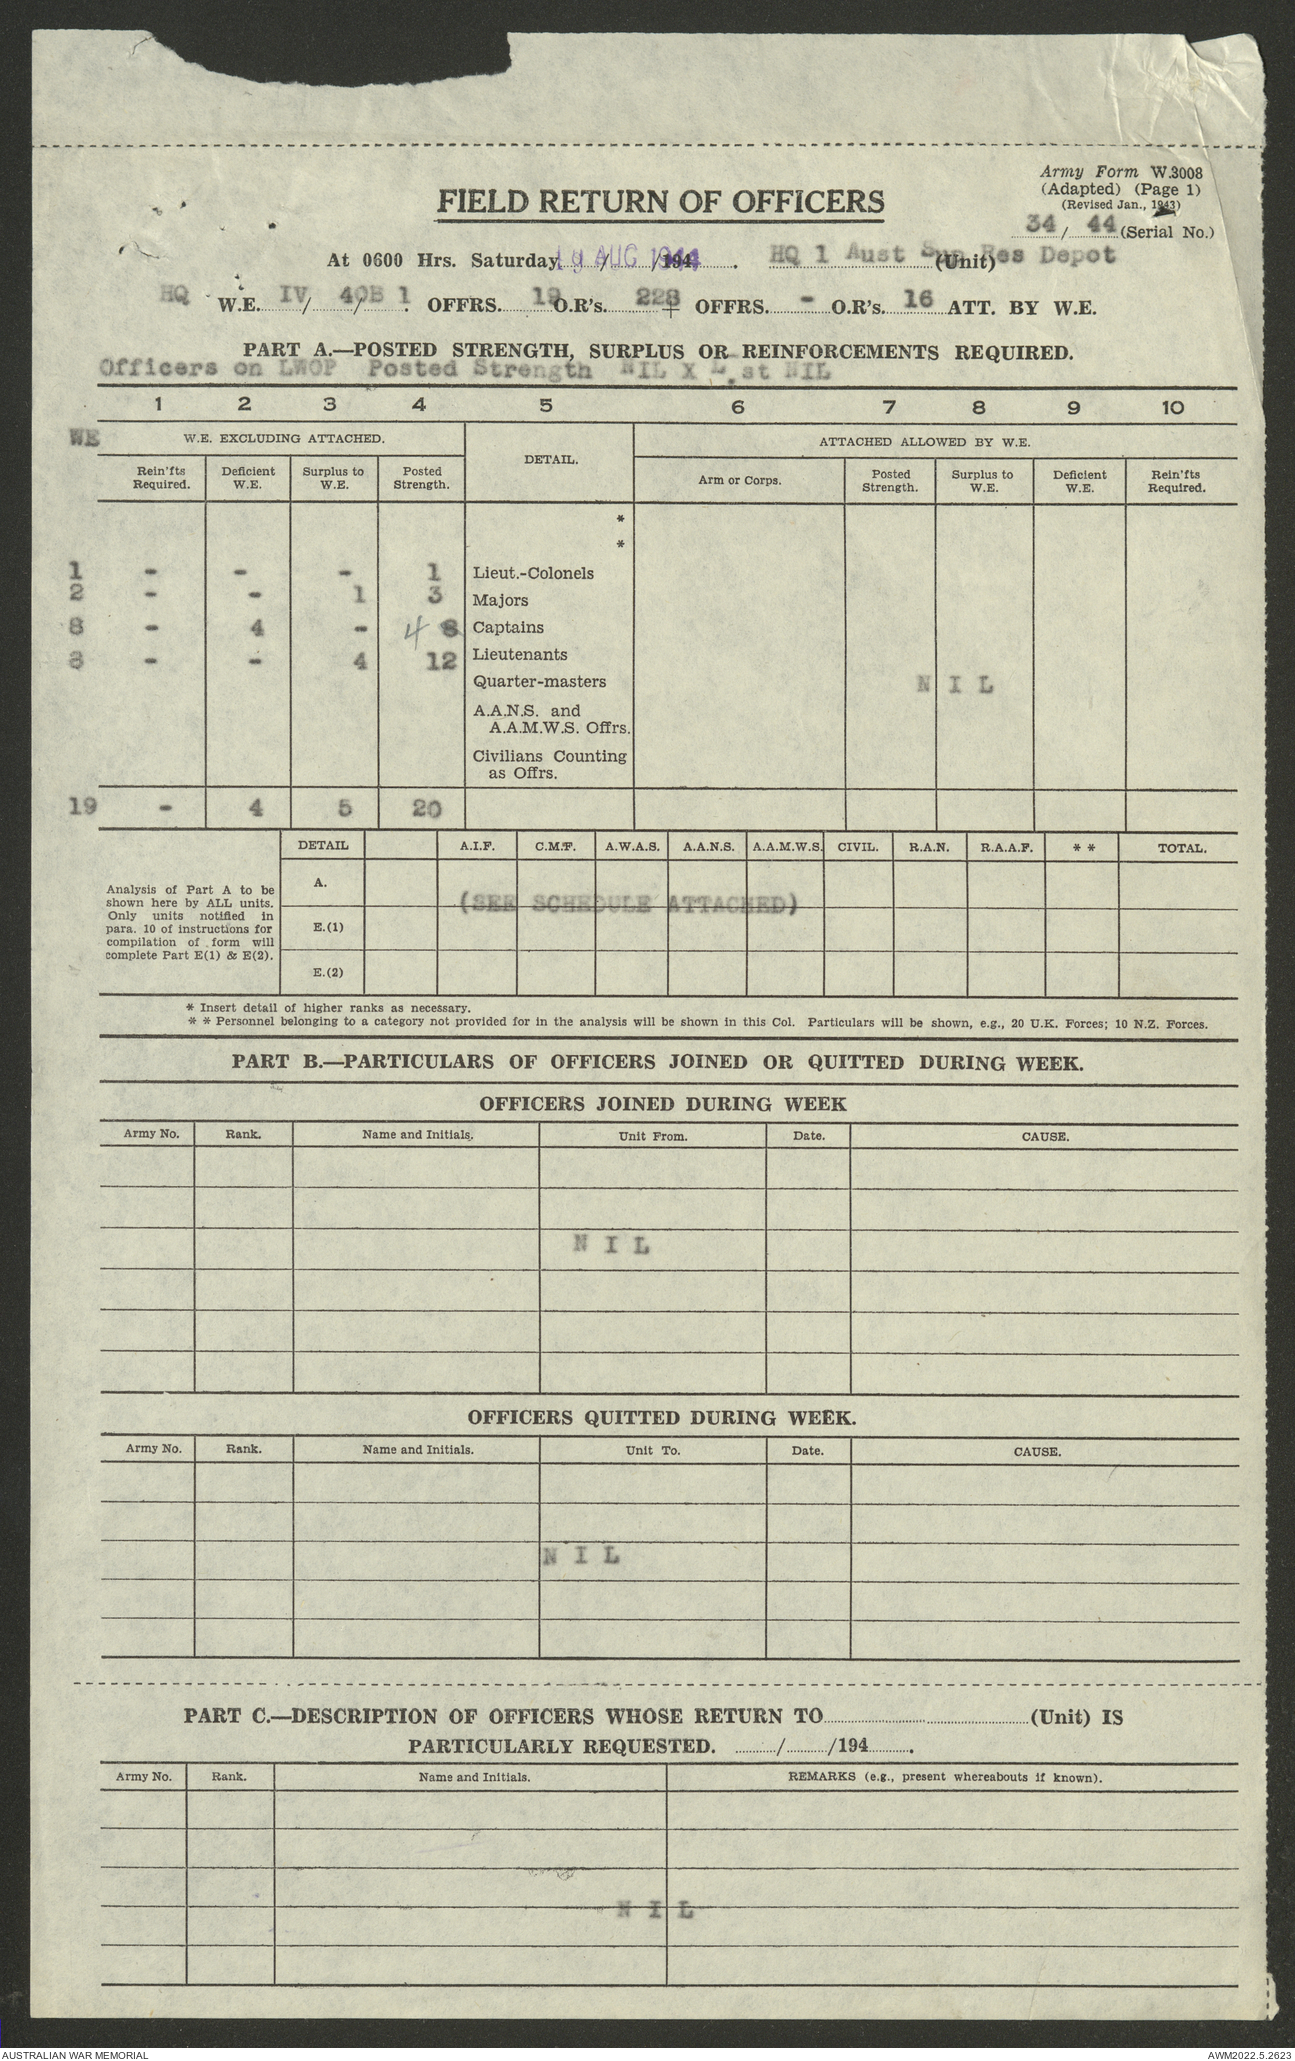 Army Form W.3008
(Adapted) (Page 1)
(Revised Jan., 1943)
34 / 44 (Serial No.)
FIELD RETURN OF OFFICERS
At 0600 Hrs. Saturday 19 AUG 1944 /194 . HQ 1 Aust Sup Res Depot (Unit)
HQ W.E. IV / 40B / 1 . OFFRS. 19 O.R's. 228 + OFFRS. - O.R's. 16 ATT. BY W.E.
PART A.—POSTED STRENGTH, SURPLUS OR REINFORCEMENTS REQUIRED.
Officers on LWOP Posted Strength NIL X L.st NIL
1 2 3 4 5 6 7 8 9 10
WE W.E. EXCLUDING ATTACHED. DETAIL. ATTACHED ALLOWED BY W.E.
Rein'fts Required. Deficient W.E. Surplus to W.E. Posted Strength. Arm or Corps. Posted Strength. Surplus to W.E. Deficient W.E. Rein'fts Required.
*
*
1 - - - 1 Lieut.-Colonels
2 - - 1 3 Majors
8 - 4 - 4 8 Captains
8 - - 4 12 Lieutenants
Quarter-masters N I L
A.A.N.S. and
A.A.M.W.S. Offrs.
Civilians Counting
as Offrs.
19 - 4 5 20
DETAIL A.I.F. C.M.F. A.W.A.S. A.A.N.S. A.A.M.W.S. CIVIL. R.A.N. R.A.A.F. * * TOTAL.
Analysis of Part A to be
shown here by ALL units.
Only units notified in
para. 10 of instructions for
compilation of form will
complete Part E(1) & E(2).
A.
(SEE SCHEDULE ATTACHED)
E.(1)
E.(2)
* Insert detail of higher ranks as necessary.
* * Personnel belonging to a category not provided for in the analysis will be shown in this Col. Particulars will be shown, e.g., 20 U.K. Forces; 10 N.Z. Forces.
PART B.—PARTICULARS OF OFFICERS JOINED OR QUITTED DURING WEEK.
OFFICERS JOINED DURING WEEK
Army No. Rank. Name and Initials. Unit From. Date. CAUSE.
N I L
OFFICERS QUITTED DURING WEEK.
Army No. Rank. Name and Initials. Unit To. Date. CAUSE.
N I L
PART C.—DESCRIPTION OF OFFICERS WHOSE RETURN TO (Unit) IS
PARTICULARLY REQUESTED. / /194 .
Army No. Rank. Name and Initials. REMARKS (e.g., present whereabouts if known).
N I L
AUSTRALIAN WAR MEMORIAL AWM2022.5.2623